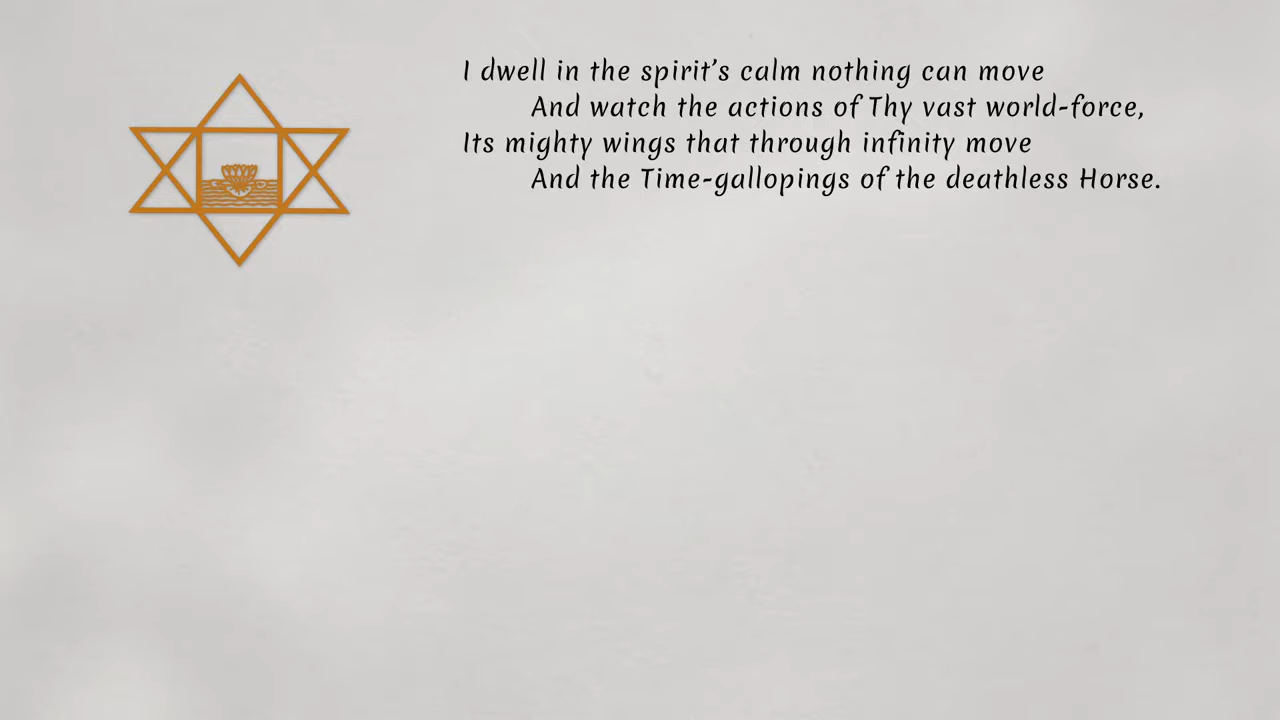 I dwell in the spirit’s calm nothing can move
And watch the actions of Thy vast world-force,
Its mighty wings that through infinity move
And the Time-gallopings of the deathless Horse.